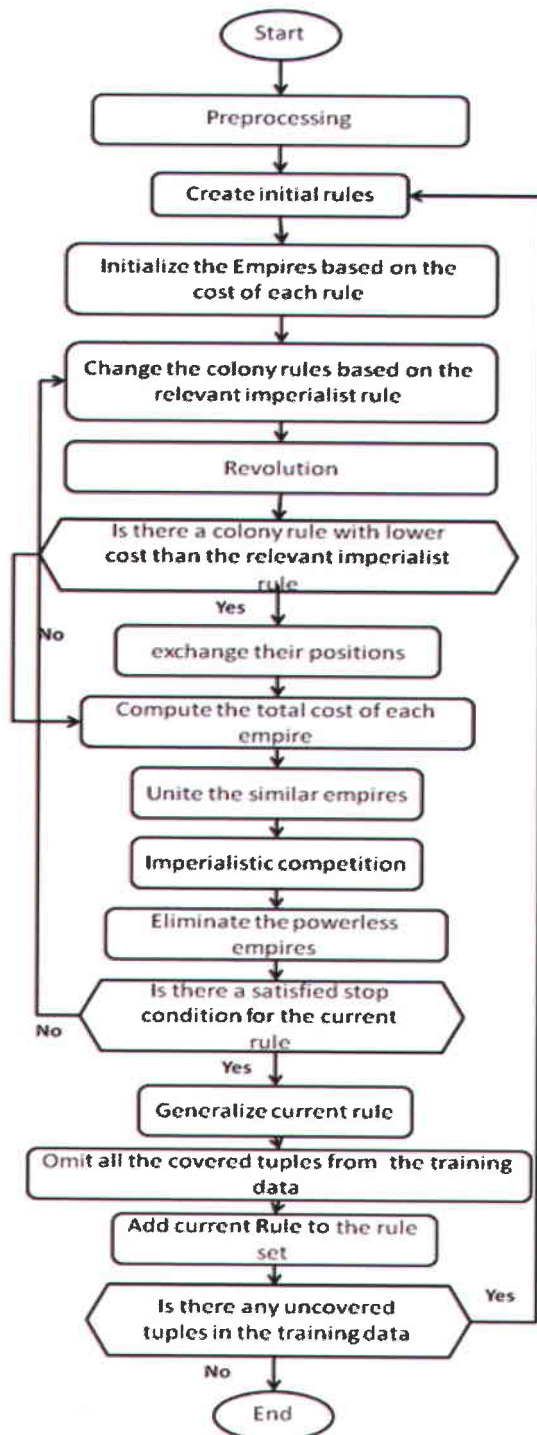 Start
Preprocessing
Create initial rules
Initialize the Empires based on the
cost of each rule
Change the colony rules based on the
relevant imperialist rule
Revolution
Is there a colony rule with lower
cost than the relevant imperialist
rule
Yes
No
exchange their positions
Compute the total cost of each
empire
Unite the similar empires
Imperialistic competition
Eliminate the powerless
empires
Is there a satisfied stop
condition for the current
rule
No
Yes
Generalize current rule
Omit all the covered tuples from the training
data
Add current Rule to the rule
set
Is there any uncovered
tuples in the training data
Yes
No
End